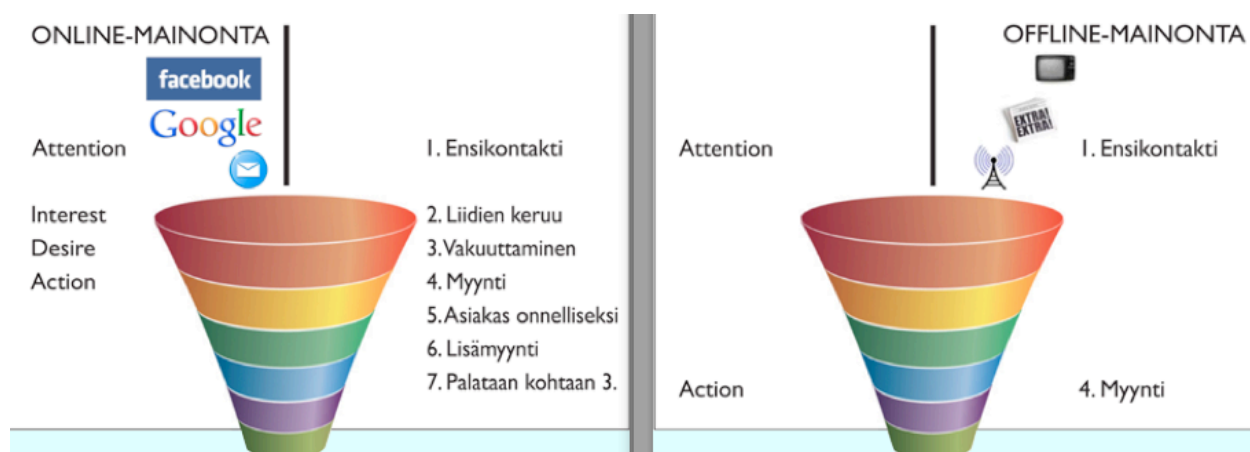 ONLINE-MAINONTA
facebook
Google
Attention
1. Ensikontakti
Interest
2. Liidien keruu
Desire
3. Vakuuttaminen
Action
4. Myynti
5. Asiakas onnelliseksi
6. Lisämyynti
7. Palataan kohtaan 3.
OFFLINE-MAINONTA
EXTRA!
EXTRA!
Attention
1. Ensikontakti
Action
4. Myynti